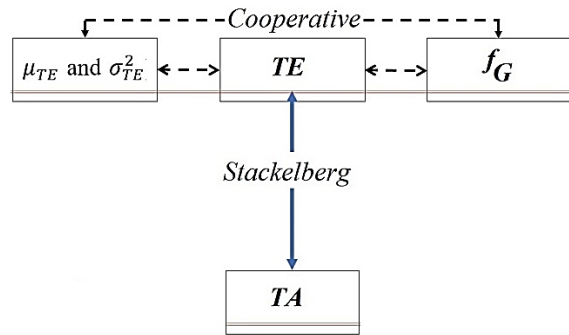 Cooperative
μ_TE and σ²_TE
TE
f_G
Stackelberg
TA